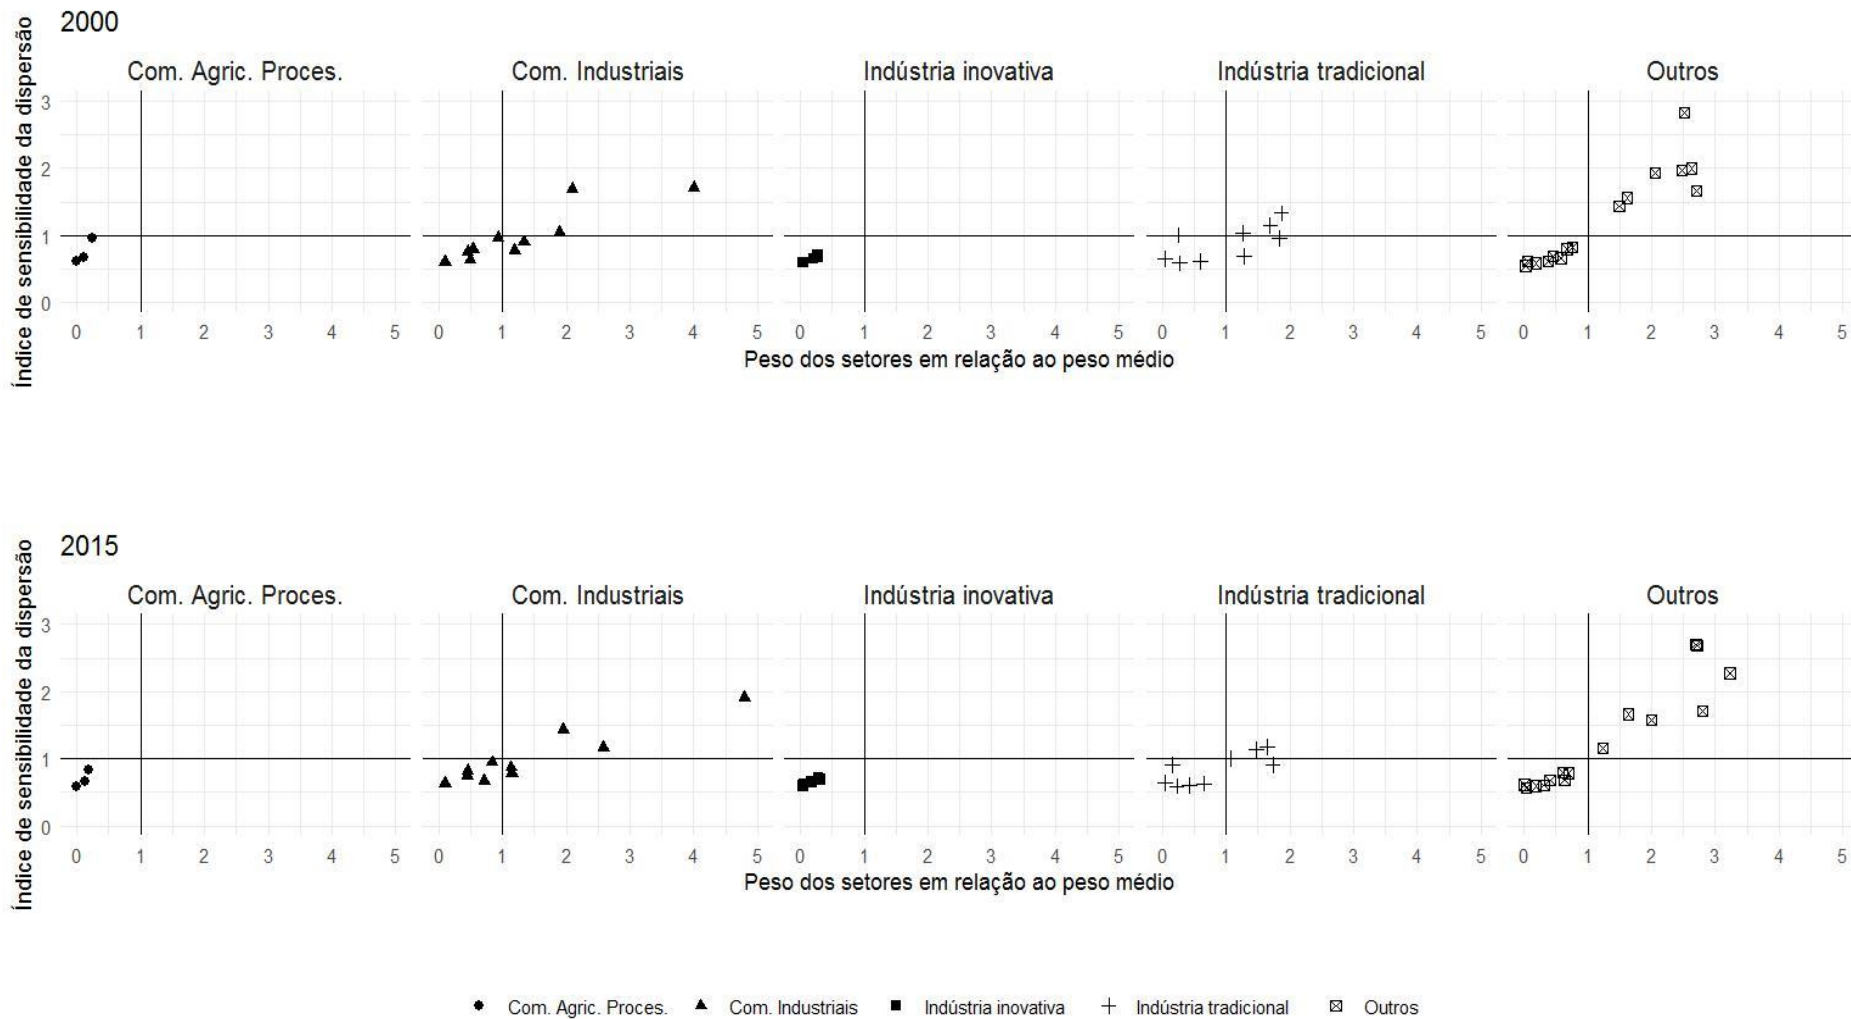 2000
Índice de sensibilidade da dispersão
Com. Agric. Proces.
Com. Industriais
Indústria inovativa
Indústria tradicional
Outros
3
2
1
0
0 1 2 3 4 5
0 1 2 3 4 5
0 1 2 3 4 5
0 1 2 3 4 5
0 1 2 3 4 5
Peso dos setores em relação ao peso médio
2015
Índice de sensibilidade da dispersão
Com. Agric. Proces.
Com. Industriais
Indústria inovativa
Indústria tradicional
Outros
3
2
1
0
0 1 2 3 4 5
0 1 2 3 4 5
0 1 2 3 4 5
0 1 2 3 4 5
0 1 2 3 4 5
Peso dos setores em relação ao peso médio
Com. Agric. Proces. Com. Industriais Indústria inovativa Indústria tradicional Outros